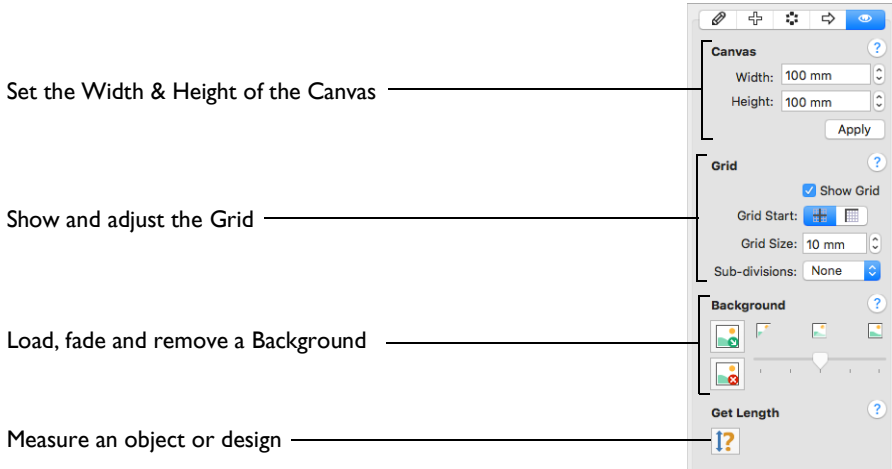 Canvas ?
Set the Width & Height of the Canvas
Width: 100 mm
Height: 100 mm
Apply
Grid ?
Show Grid
Show and adjust the Grid
Grid Start:
Grid Size: 10 mm
Sub-divisions: None
Background ?
Load, fade and remove a Background
Get Length ?
Measure an object or design
?